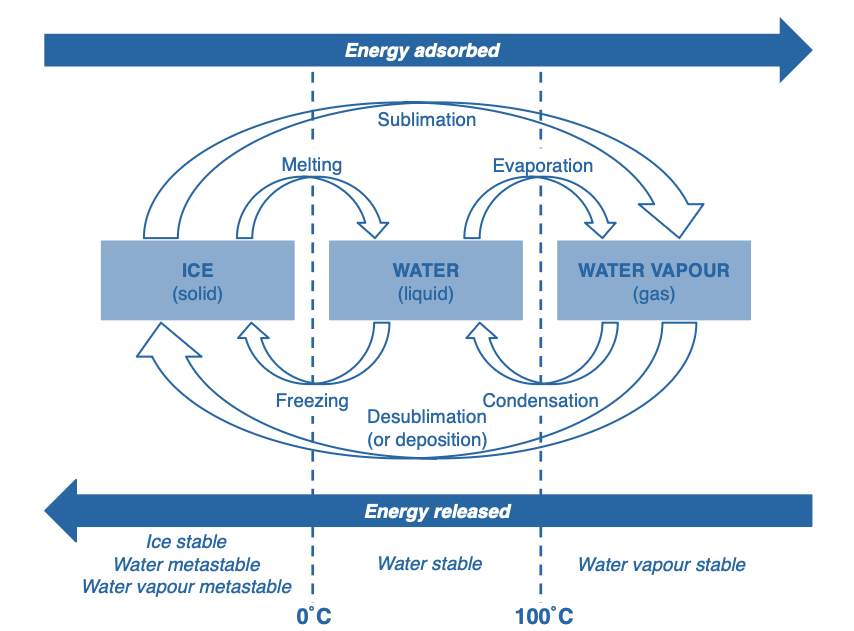 Energy adsorbed
Sublimation
Melting
Evaporation
ICE
(solid)
WATER
(liquid)
WATER VAPOUR
(gas)
Freezing
Condensation
Desublimation
(or deposition)
Energy released
Ice stable
Water metastable
Water vapour metastable
Water stable
Water vapour stable
0°C
100°C